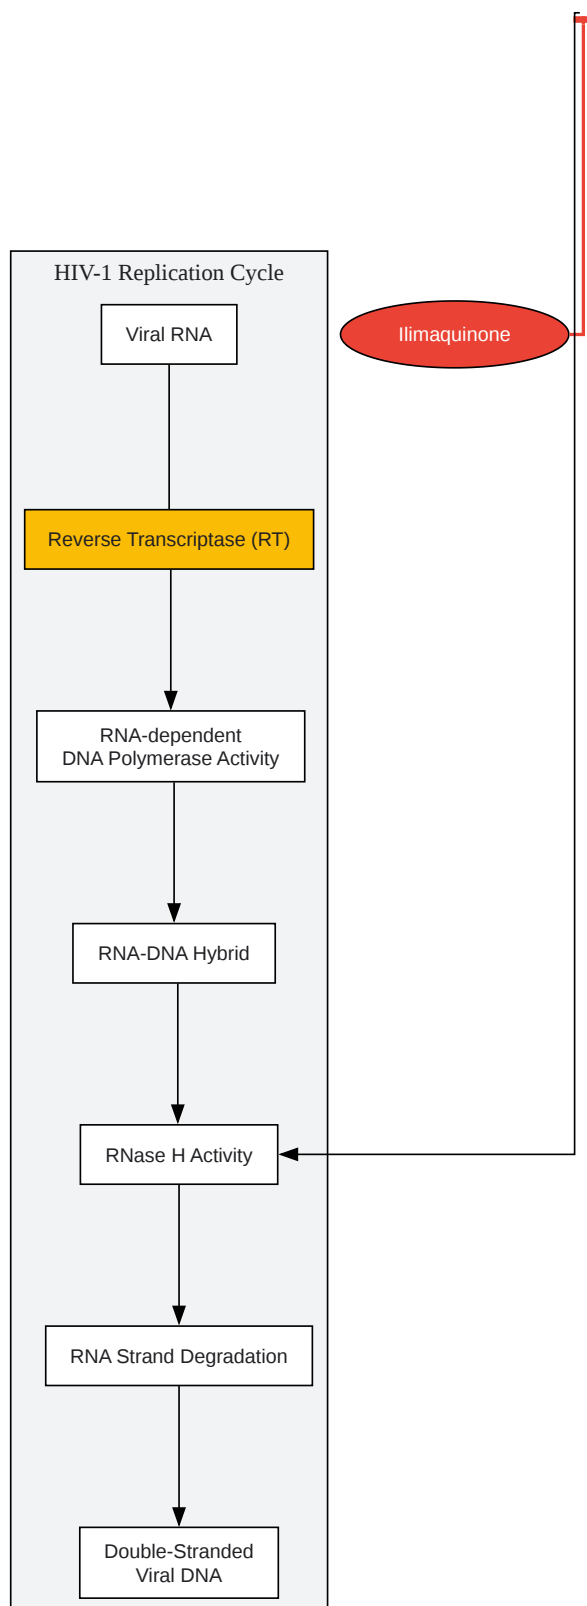 HIV-1 Replication Cycle
Viral RNA
Ilimaquinone
Reverse Transcriptase (RT)
RNA-dependent
DNA Polymerase Activity
RNA-DNA Hybrid
RNase H Activity
RNA Strand Degradation
Double-Stranded
Viral DNA